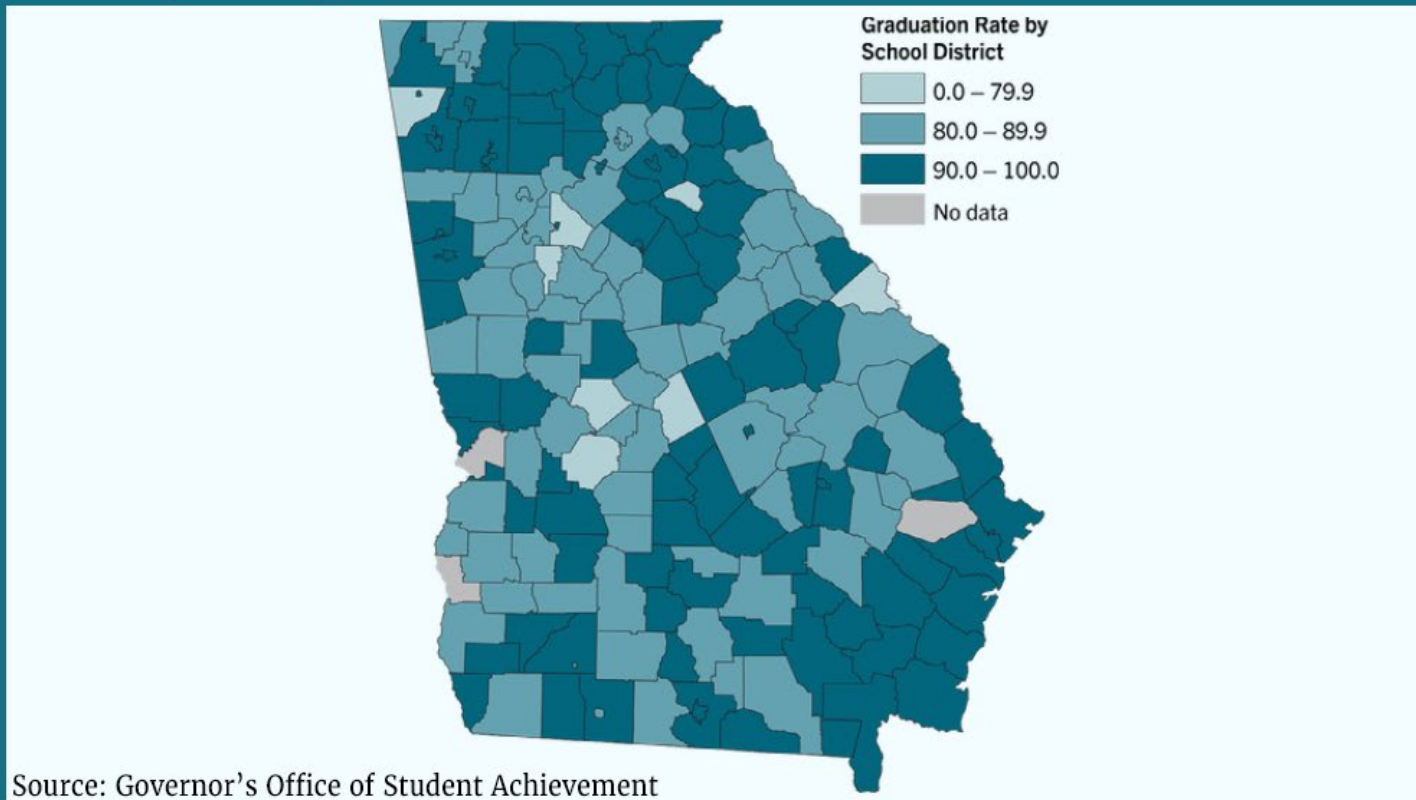 Graduation Rate by
School District
0.0 – 79.9
80.0 – 89.9
90.0 – 100.0
No data
Source: Governor’s Office of Student Achievement